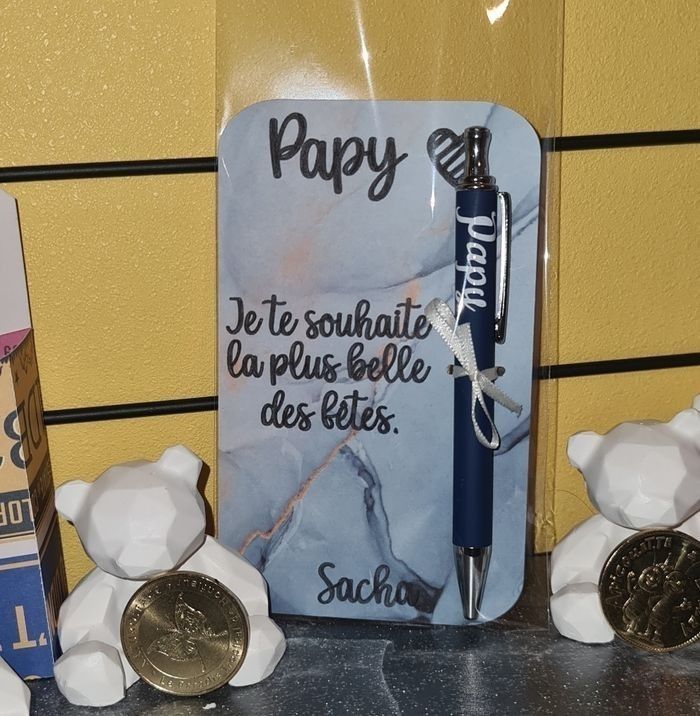 Papy
Papy
Je te souhaite
la plus belle
des fêtes.
Sacha